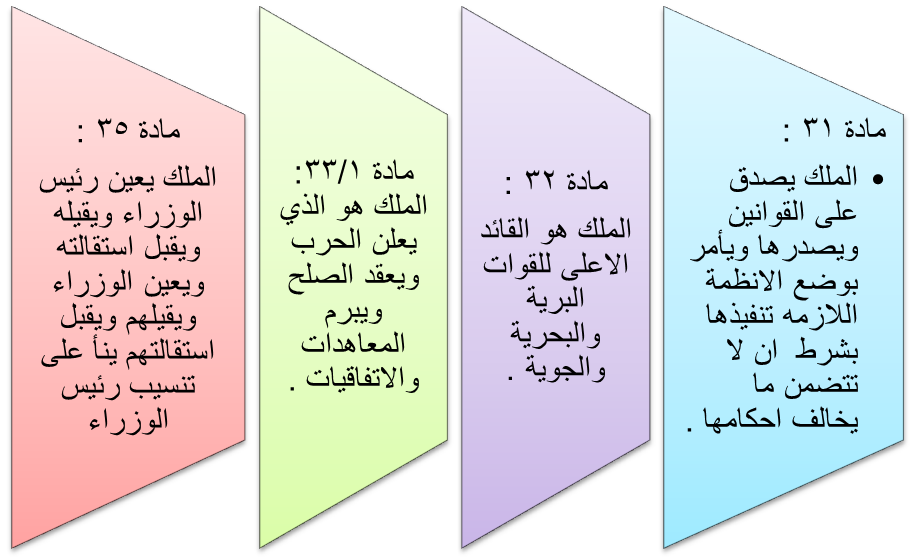 مادة ٣١ :
• الملك يصدق
على القوانين
ويصدرها ويأمر
بوضع الانظمة
اللازمه تنفيذها
بشرط ان لا
تتضمن ما
يخالف احكامها .
مادة ٣٢ :
الملك هو القائد
الاعلى للقوات
البرية
والبحرية
والجوية .
مادة ٣٣/١:
الملك هو الذي
يعلن الحرب
ويعقد الصلح
ويبرم
المعاهدات
والاتفاقيات .
مادة ٣٥ :
الملك يعين رئيس
الوزراء ويقيله
ويقبل استقالته
ويعين الوزراء
ويقيلهم ويقبل
استقالتهم ينأ على
تنسيب رئيس
الوزراء